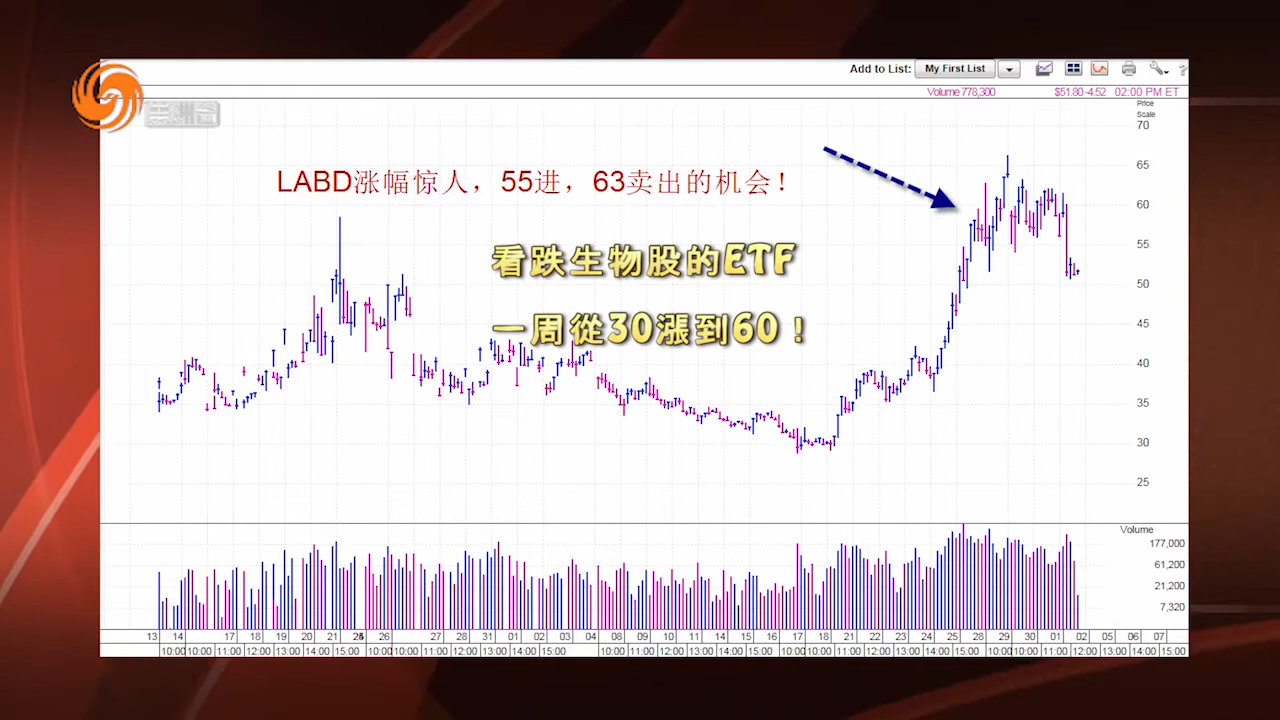 Add to List: My First List
Volume 778,300 $51.80 -4.52 02:00 PM ET
Price
Scale
美洲台
70
65
LABD涨幅惊人，55进，63卖出的机会！
60
看跌生物股的ETF
55
50
一周從30漲到60！
45
40
35
30
25
Volume
177,000
61,200
21,200
7,320
13 14 17 18 19 20 21 26 27 28 31 01 02 03 04 08 09 10 11 14 15 16 17 18 21 22 23 24 25 28 29 30 01 02 05 06 07
10:00 10:00 11:00 12:00 13:00 14:00 15:00 10:00 10:00 11:00 12:00 13:00 14:00 15:00 10:00 11:00 12:00 13:00 14:00 15:00 10:00 10:00 11:00 12:00 13:00 14:00 15:00 10:00 10:00 11:00 12:00 13:00 14:00 15:00